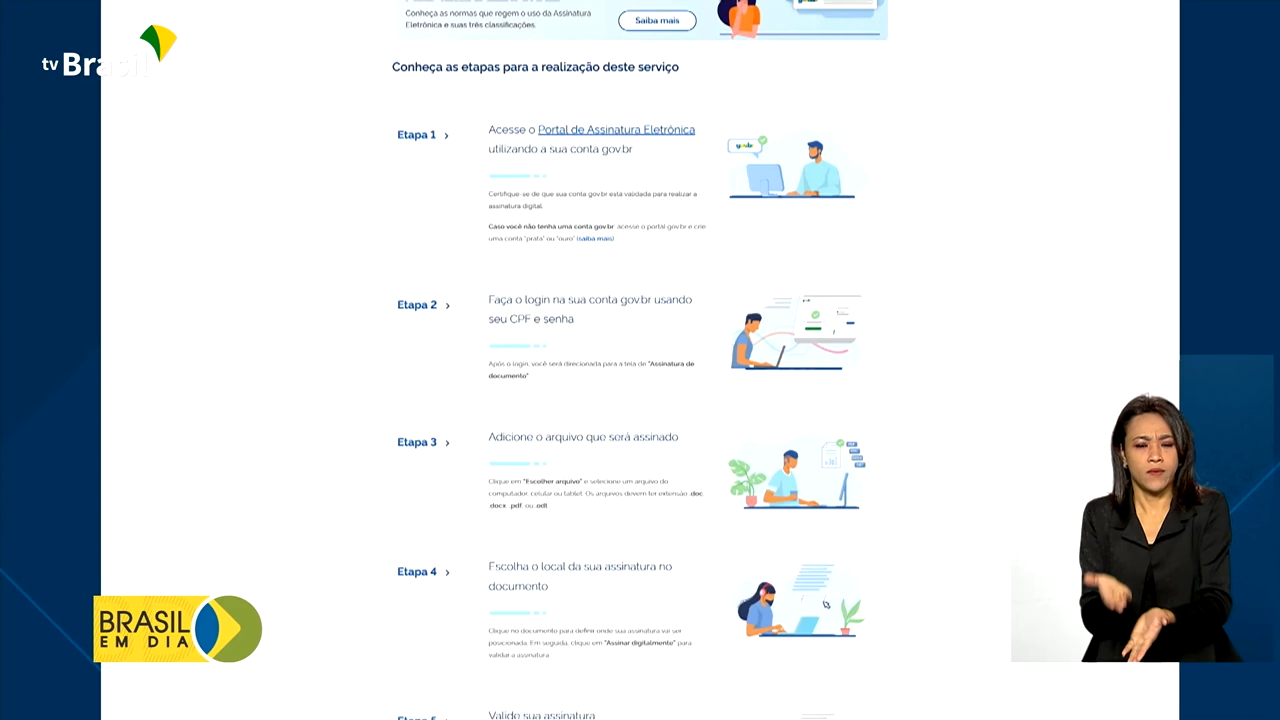 Conheça as normas que regem o uso da Assinatura
Eletrônica e suas três classificações.
Saiba mais
tv Brasil
Conheça as etapas para a realização deste serviço
Etapa 1
Acesse o Portal de Assinatura Eletrônica
utilizando a sua conta gov.br
gov.br
Certifique-se de que sua conta gov.br está validada para realizar a
assinatura digital.
Caso você não tenha uma conta gov.br, acesse o portal gov.br e crie
uma conta "prata" ou "ouro" (saiba mais)
Etapa 2
Faça o login na sua conta gov.br usando
seu CPF e senha
Após o login, você será direcionada para a tela de "Assinatura de
documento"
Etapa 3
Adicione o arquivo que será assinado
Clique em "Escolher arquivo" e selecione um arquivo do
computador, celular ou tablet. Os arquivos devem ter extensão .doc,
.docx, .pdf ou .odt
Etapa 4
Escolha o local da sua assinatura no
documento
Clique no documento para definir onde sua assinatura vai ser
posicionada. Em seguida, clique em "Assinar digitalmente" para
validar a assinatura
BRASIL
EM DIA
Etapa 5
Valide sua assinatura